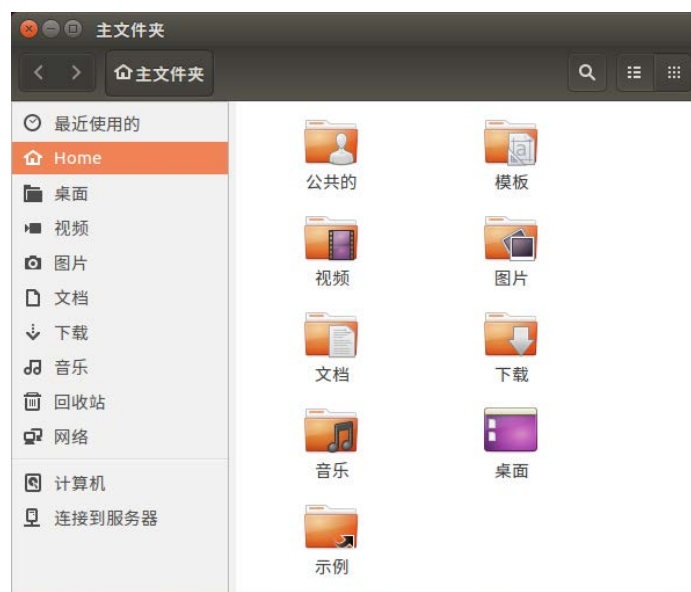 主文件夹
主文件夹
最近使用的
Home
桌面
视频
图片
文档
下载
音乐
回收站
网络
计算机
连接到服务器
公共的
模板
视频
图片
文档
下载
音乐
桌面
示例